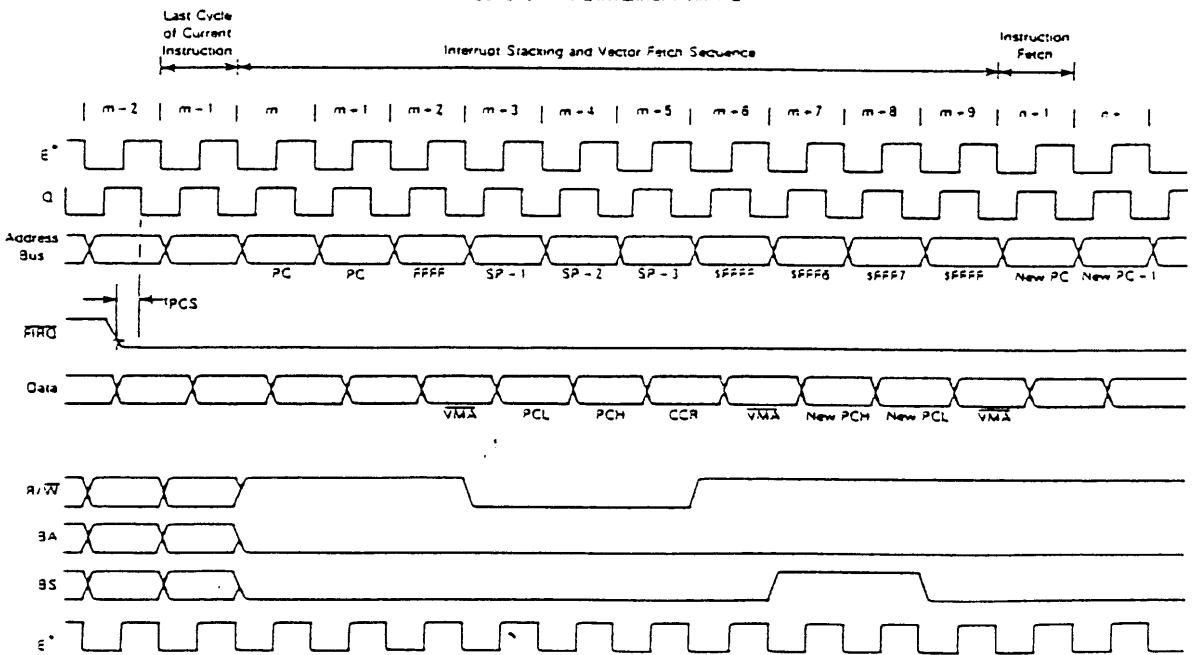 Last Cycle
of Current
Instruction
Interrupt Stacking and Vector Fetch Sequence
Instruction
Fetch
m - 2 m - 1 m m + 1 m + 2 m + 3 m + 4 m + 5 m + 6 m + 7 m + 8 m + 9 n + 1 n +
E*
Q
Address
Bus
PC PC FFFF SP - 1 SP - 2 SP - 3 $FFFF $FFF6 $FFF7 $FFFF New PC New PC + 1
tPCS
FIRQ
Data
VMA PCL PCH CCR VMA New PCH New PCL VMA
R/W
BA
BS
E*